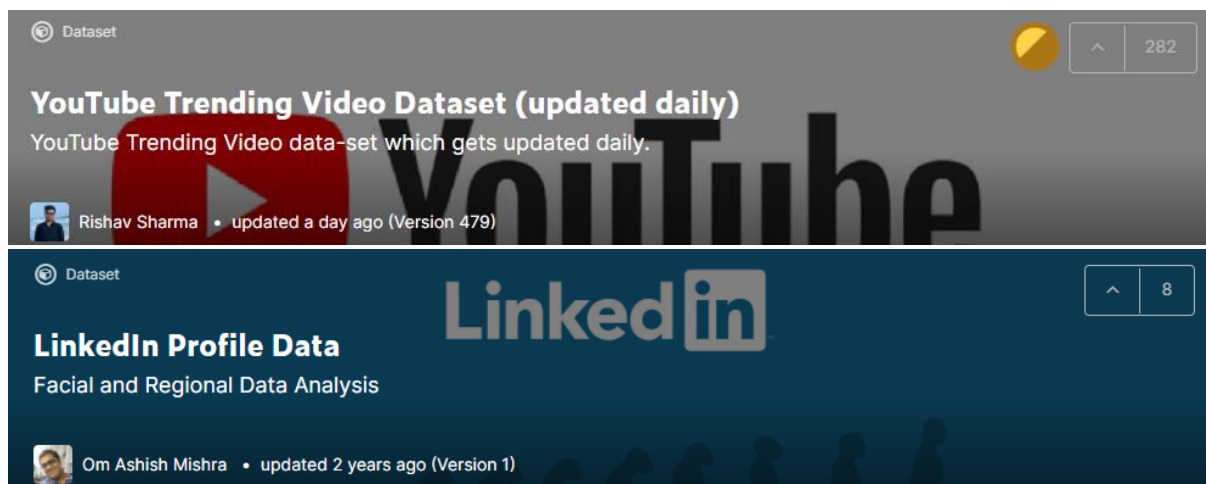 Dataset
282
YouTube Trending Video Dataset (updated daily)
YouTube Trending Video data-set which gets updated daily.
YouTube
Rishav Sharma • updated a day ago (Version 479)
Dataset
LinkedIn
8
LinkedIn Profile Data
Facial and Regional Data Analysis
Om Ashish Mishra • updated 2 years ago (Version 1)